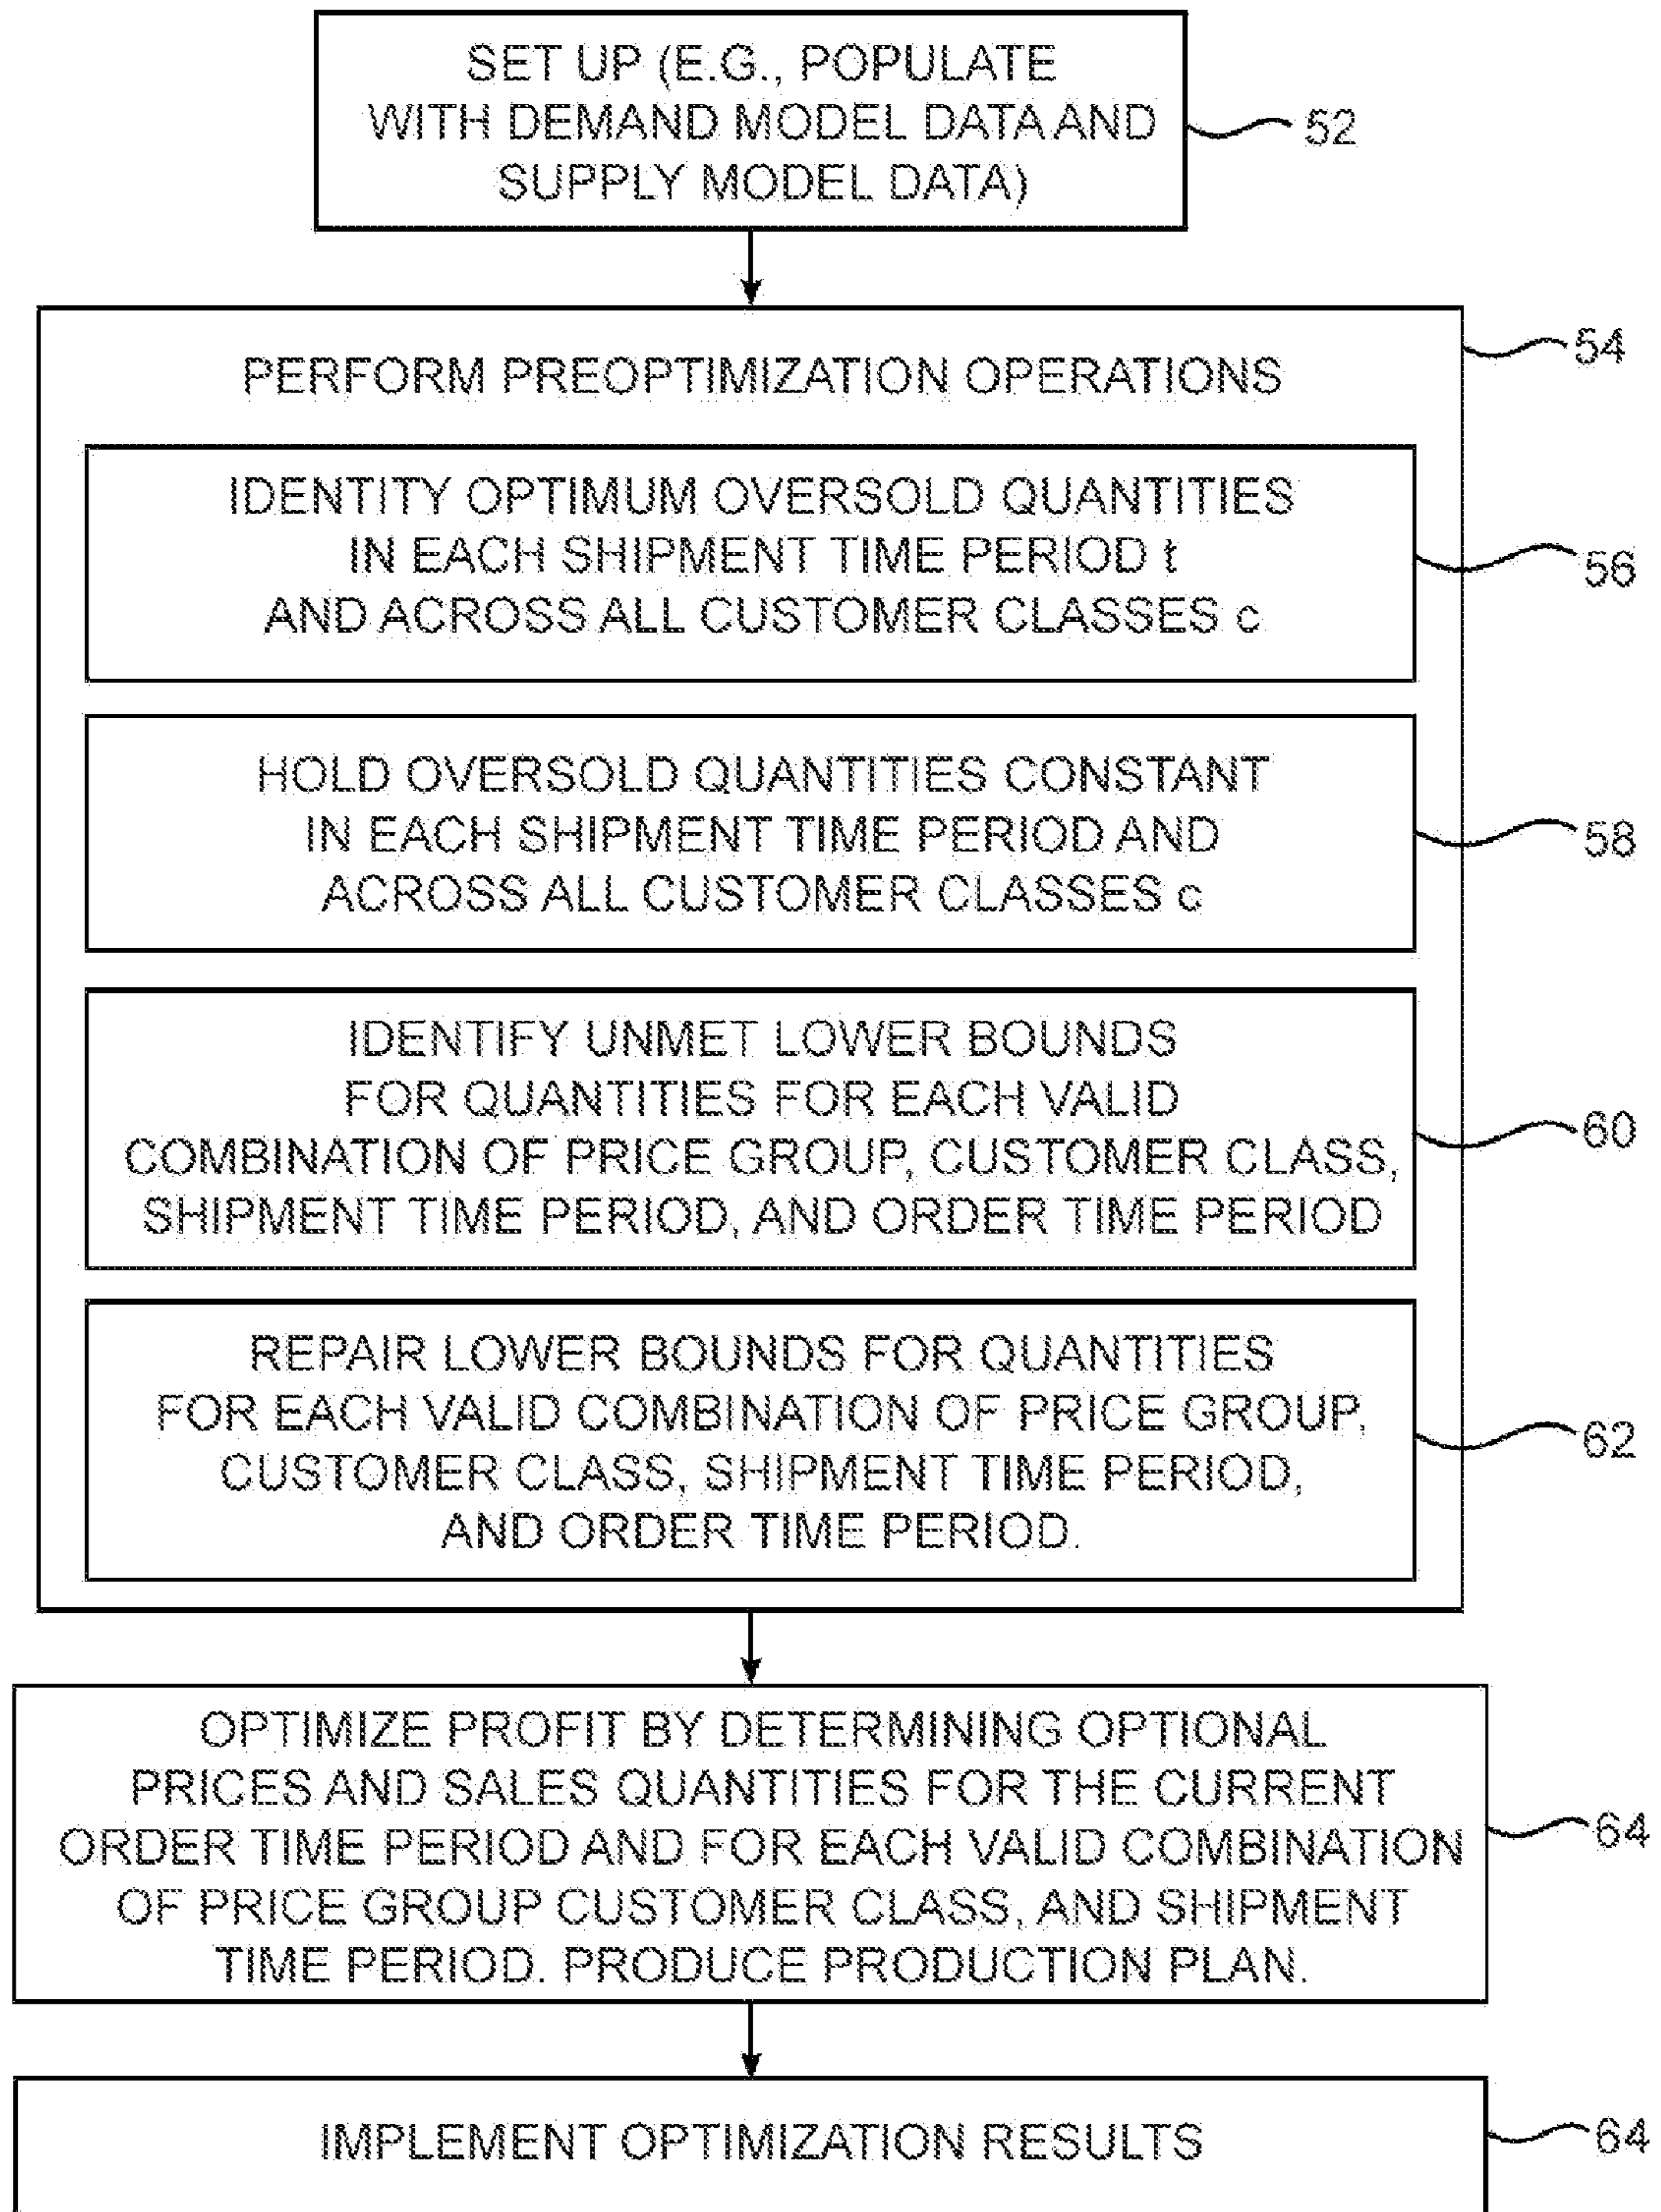 SET UP (E.G., POPULATE
WITH DEMAND MODEL DATA AND
SUPPLY MODEL DATA)
52
54
PERFORM PREOPTIMIZATION OPERATIONS
IDENTITY OPTIMUM OVERSOLD QUANTITIES
IN EACH SHIPMENT TIME PERIOD t
AND ACROSS ALL CUSTOMER CLASSES c
56
HOLD OVERSOLD QUANTITIES CONSTANT
IN EACH SHIPMENT TIME PERIOD AND
ACROSS ALL CUSTOMER CLASSES c
58
IDENTIFY UNMET LOWER BOUNDS
FOR QUANTITIES FOR EACH VALID
COMBINATION OF PRICE GROUP, CUSTOMER CLASS,
SHIPMENT TIME PERIOD, AND ORDER TIME PERIOD
60
REPAIR LOWER BOUNDS FOR QUANTITIES
FOR EACH VALID COMBINATION OF PRICE GROUP,
CUSTOMER CLASS, SHIPMENT TIME PERIOD,
AND ORDER TIME PERIOD.
62
OPTIMIZE PROFIT BY DETERMINING OPTIONAL
PRICES AND SALES QUANTITIES FOR THE CURRENT
ORDER TIME PERIOD AND FOR EACH VALID COMBINATION
OF PRICE GROUP CUSTOMER CLASS, AND SHIPMENT
TIME PERIOD. PRODUCE PRODUCTION PLAN.
64
IMPLEMENT OPTIMIZATION RESULTS
64